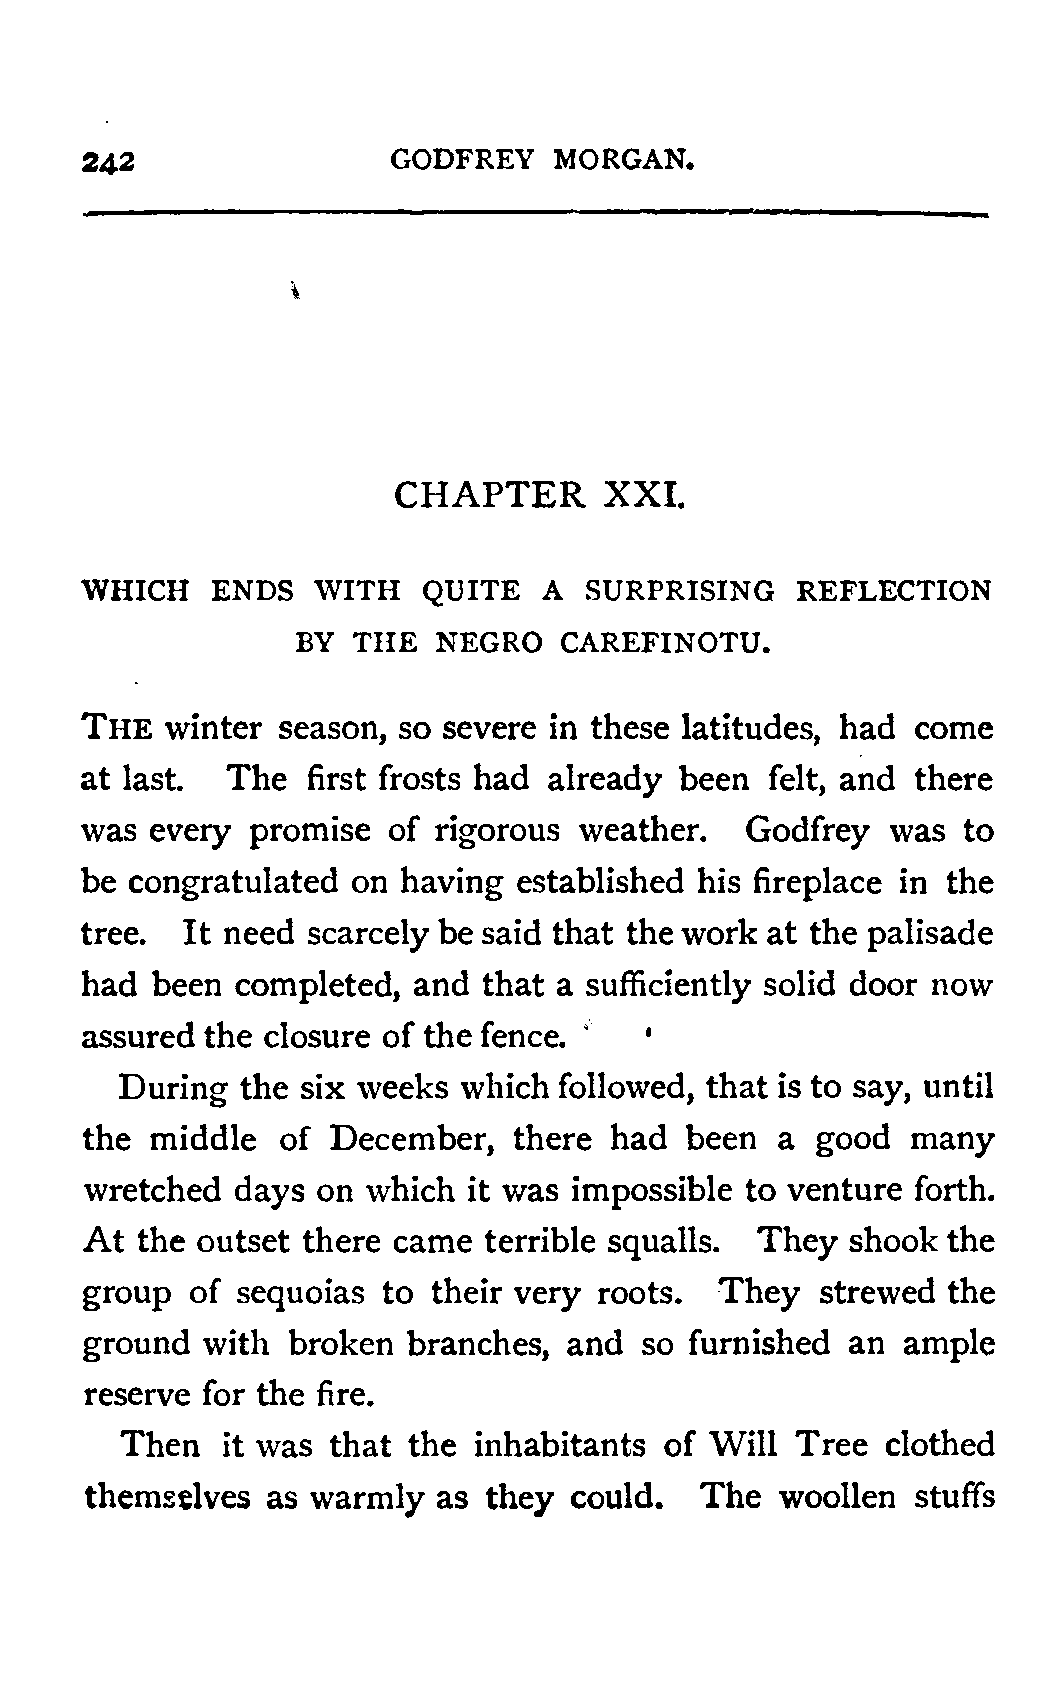 242 GODFREY MORGAN.
CHAPTER XXI.
WHICH ENDS WITH QUITE A SURPRISING REFLECTION
BY THE NEGRO CAREFINOTU.
THE winter season, so severe in these latitudes, had come
at last. The first frosts had already been felt, and there
was every promise of rigorous weather. Godfrey was to
be congratulated on having established his fireplace in the
tree. It need scarcely be said that the work at the palisade
had been completed, and that a sufficiently solid door now
assured the closure of the fence.
During the six weeks which followed, that is to say, until
the middle of December, there had been a good many
wretched days on which it was impossible to venture forth.
At the outset there came terrible squalls. They shook the
group of sequoias to their very roots. They strewed the
ground with broken branches, and so furnished an ample
reserve for the fire.
Then it was that the inhabitants of Will Tree clothed
themselves as warmly as they could. The woollen stuffs